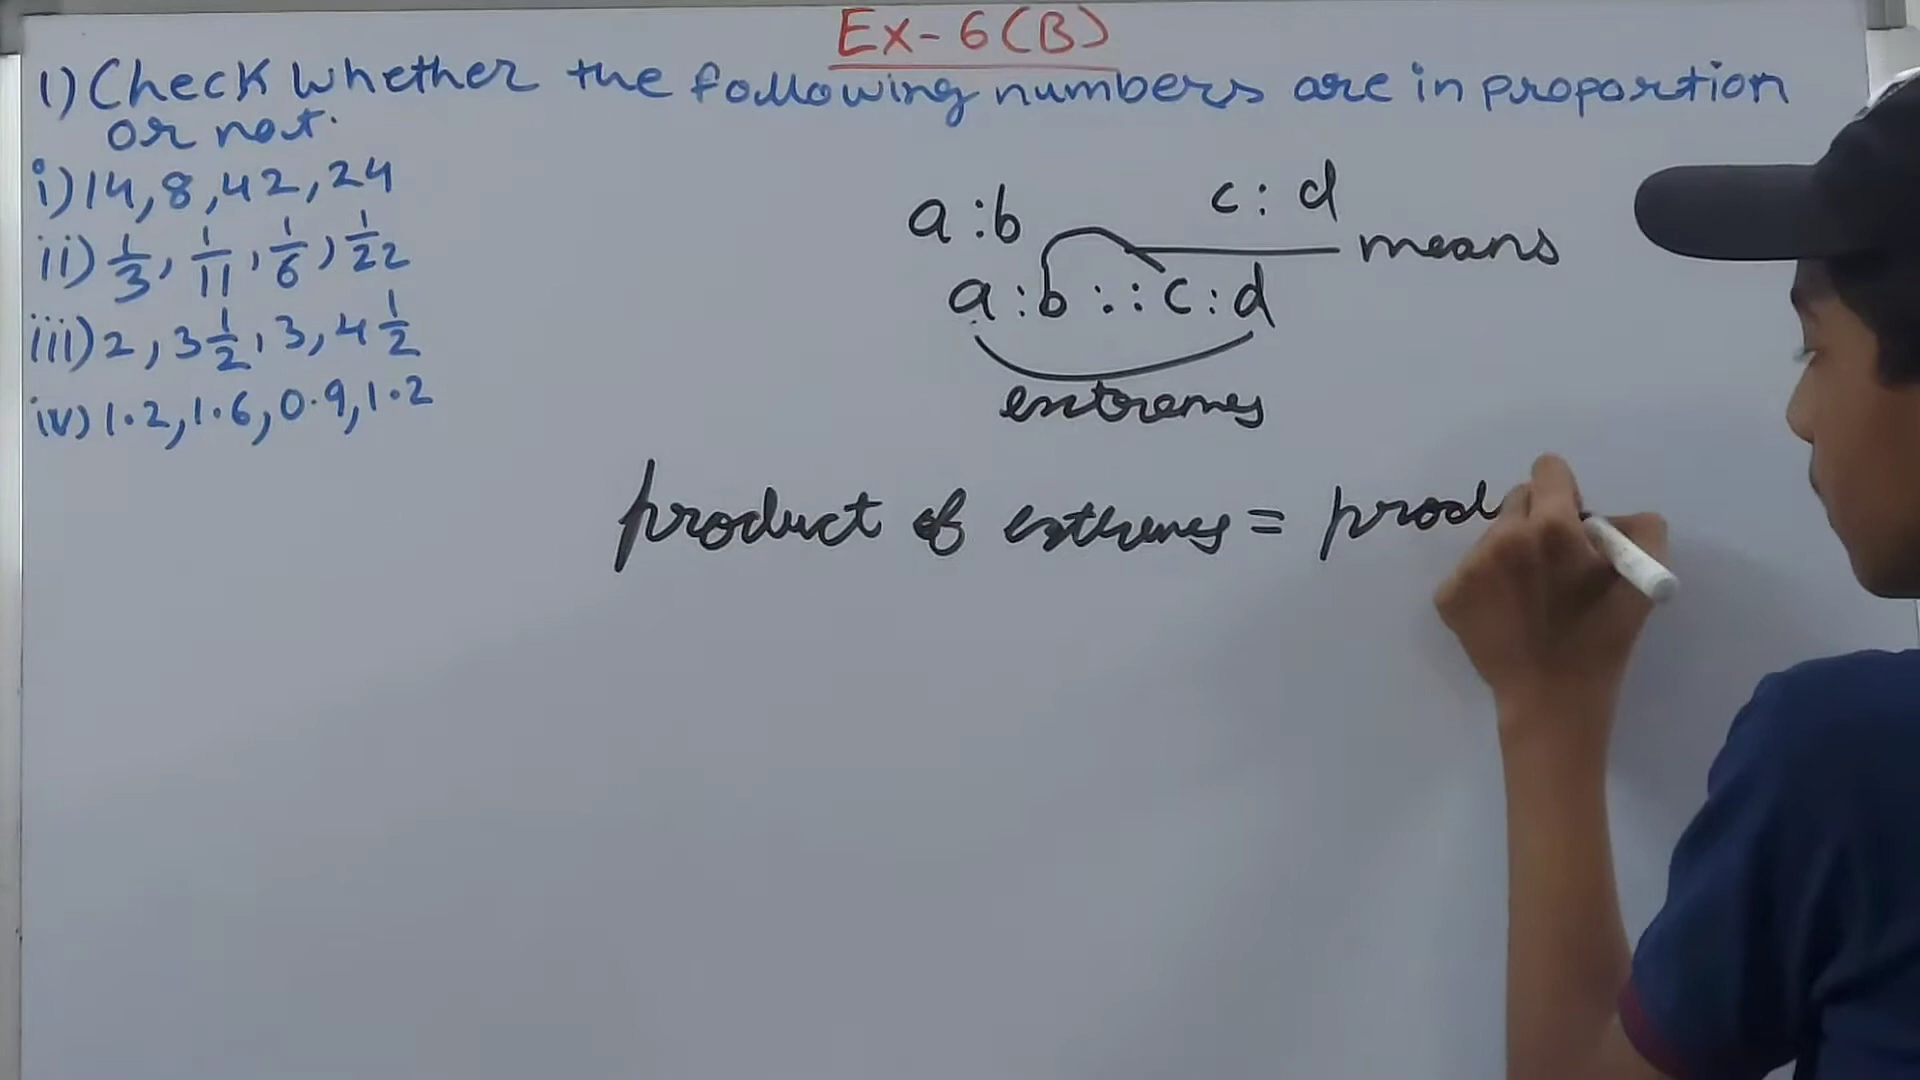 Ex-6(B)
1) Check whether the following numbers are in proportion
or not.
i) 14, 8, 42, 24
ii) 1/3, 1/11, 1/6, 1/22
iii) 2, 3 1/2, 3, 4 1/2
iv) 1.2, 1.6, 0.9, 1.2
a : b c : d
means
a : b :: c : d
extremes
product of extremes = prod